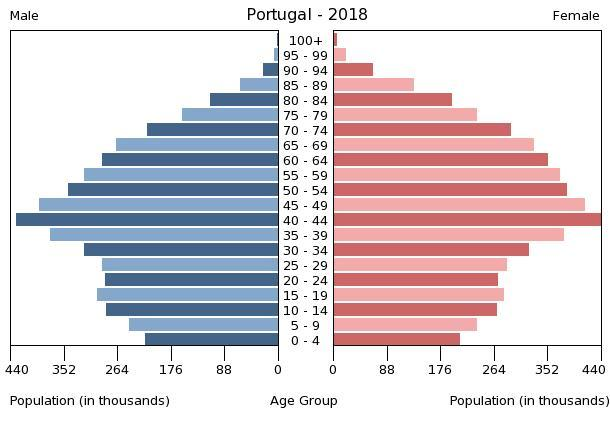 Portugal - 2018
Male
Female
100+
95 - 99
90 - 94
85 - 89
80 - 84
75 - 79
70 - 74
65 - 69
60 - 64
55 - 59
50 - 54
45 - 49
40 - 44
35 - 39
30 - 34
25 - 29
20 - 24
15 - 19
10 - 14
5 - 9
0 - 4
440 352 264 176 88 0 0 88 176 264 352 440
Population (in thousands) Age Group Population (in thousands)